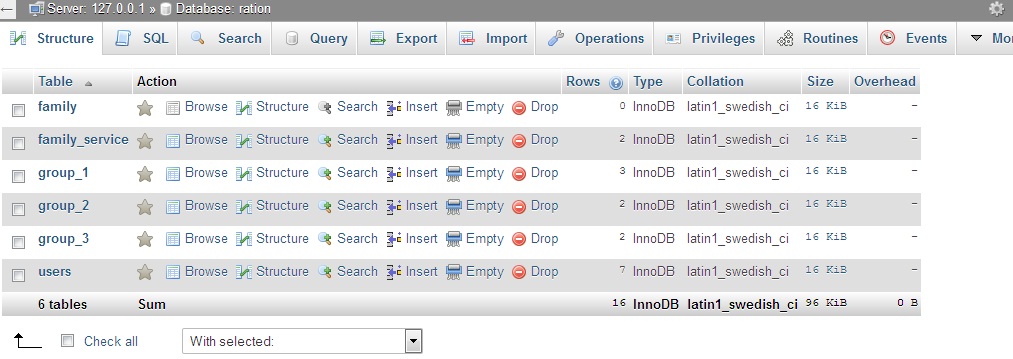 Server: 127.0.0.1 » Database: ration
Structure SQL Search Query Export Import Operations Privileges Routines Events Mo
Table Action Rows Type Collation Size Overhead
family Browse Structure Search Insert Empty Drop 0 InnoDB latin1_swedish_ci 16 KiB -
family_service Browse Structure Search Insert Empty Drop 2 InnoDB latin1_swedish_ci 16 KiB -
group_1 Browse Structure Search Insert Empty Drop 3 InnoDB latin1_swedish_ci 16 KiB -
group_2 Browse Structure Search Insert Empty Drop 2 InnoDB latin1_swedish_ci 16 KiB -
group_3 Browse Structure Search Insert Empty Drop 2 InnoDB latin1_swedish_ci 16 KiB -
users Browse Structure Search Insert Empty Drop 7 InnoDB latin1_swedish_ci 16 KiB -
6 tables Sum 16 InnoDB latin1_swedish_ci 96 KiB 0 B
Check all With selected: